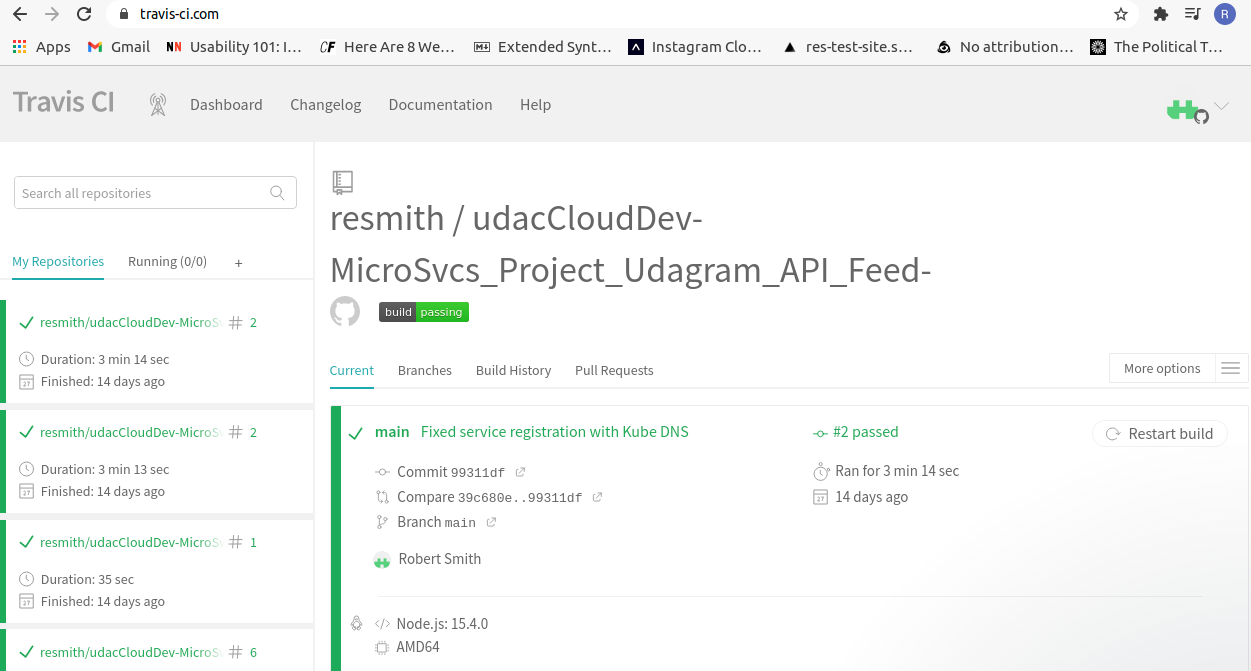 travis-ci.com
R
Apps Gmail Usability 101: I... Here Are 8 We... Extended Synt... Instagram Clo... res-test-site.s... No attribution... The Political T...
Travis CI Dashboard Changelog Documentation Help
Search all repositories
My Repositories Running (0/0) +
resmith/udacCloudDev-MicroSv # 2
Duration: 3 min 14 sec
Finished: 14 days ago
resmith/udacCloudDev-MicroSv # 2
Duration: 3 min 13 sec
Finished: 14 days ago
resmith/udacCloudDev-MicroSv # 1
Duration: 35 sec
Finished: 14 days ago
resmith/udacCloudDev-MicroSv # 6
resmith / udacCloudDev-
MicroSvcs_Project_Udagram_API_Feed-
build passing
Current Branches Build History Pull Requests More options
main Fixed service registration with Kube DNS #2 passed Restart build
Commit 99311df Ran for 3 min 14 sec
Compare 39c680e..99311df 14 days ago
Branch main
Robert Smith
</> Node.js: 15.4.0
AMD64